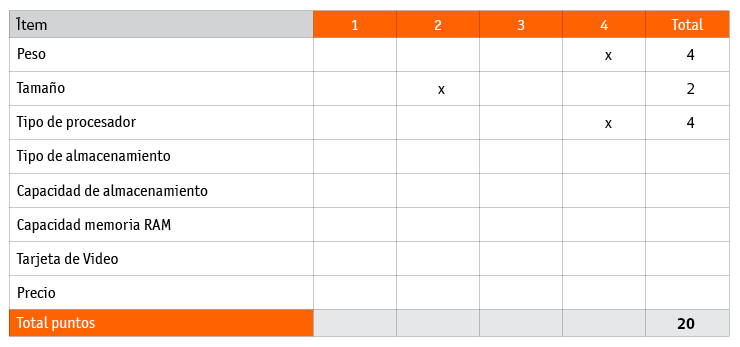 Ítem 1 2 3 4 Total
Peso x 4
Tamaño x 2
Tipo de procesador x 4
Tipo de almacenamiento
Capacidad de almacenamiento
Capacidad memoria RAM
Tarjeta de Video
Precio
Total puntos 20